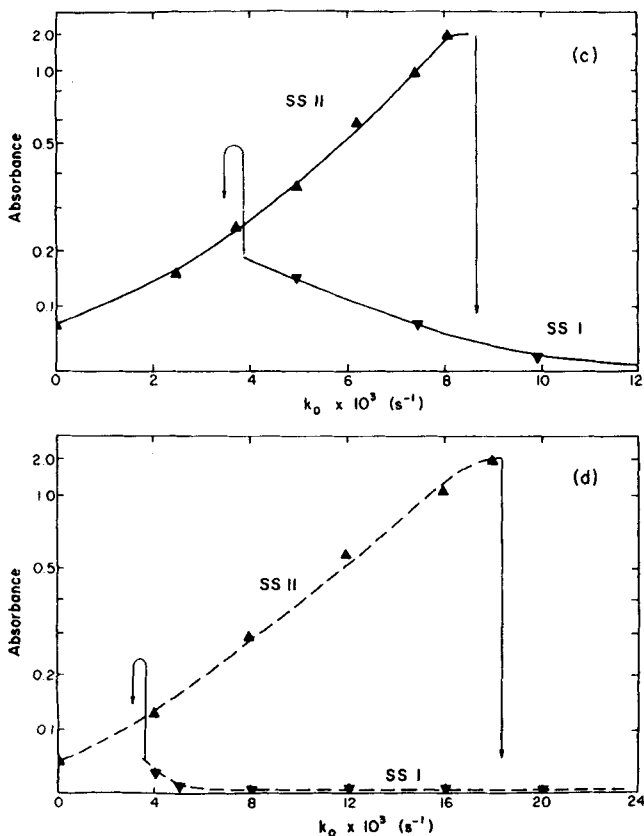 (c)
2.0
1.0
0.5
0.2
0.1
Absorbance
SS II
SS I
0 2 4 6 8 10 12
k₀ x 10³ (s⁻¹)
(d)
2.0
1.0
0.5
0.2
0.1
Absorbance
SS II
SS I
0 4 8 12 16 20 24
k₀ x 10³ (s⁻¹)